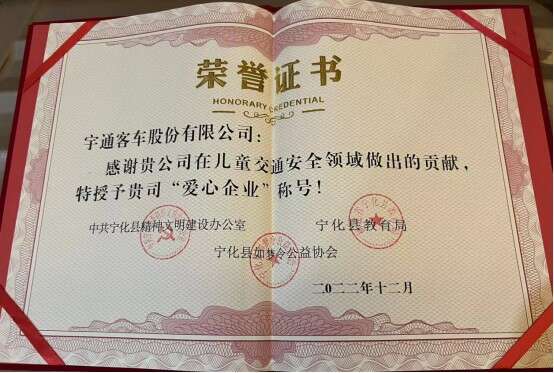 荣誉证书
HONORARY CREDENTIAL
宇通客车股份有限公司：
感谢贵公司在儿童交通安全领域做出的贡献，
特授予贵司“爱心企业”称号！
中共宁化县精神文明建设办公室 宁化县教育局
宁化县如梦令公益协会
二〇二二年十二月